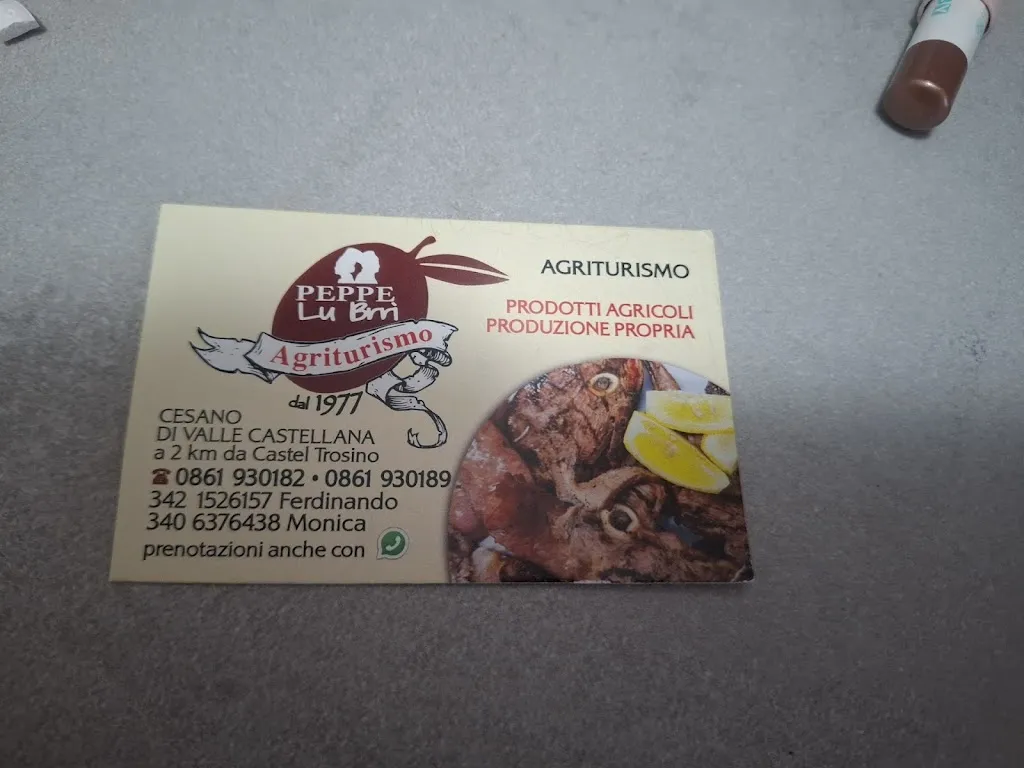 PEPPE
Lu Brrì
Agriturismo
dal 1977
AGRITURISMO
PRODOTTI AGRICOLI
PRODUZIONE PROPRIA
CESANO
DI VALLE CASTELLANA
a 2 km da Castel Trosino
☎ 0861 930182 • 0861 930189
342 1526157 Ferdinando
340 6376438 Monica
prenotazioni anche con